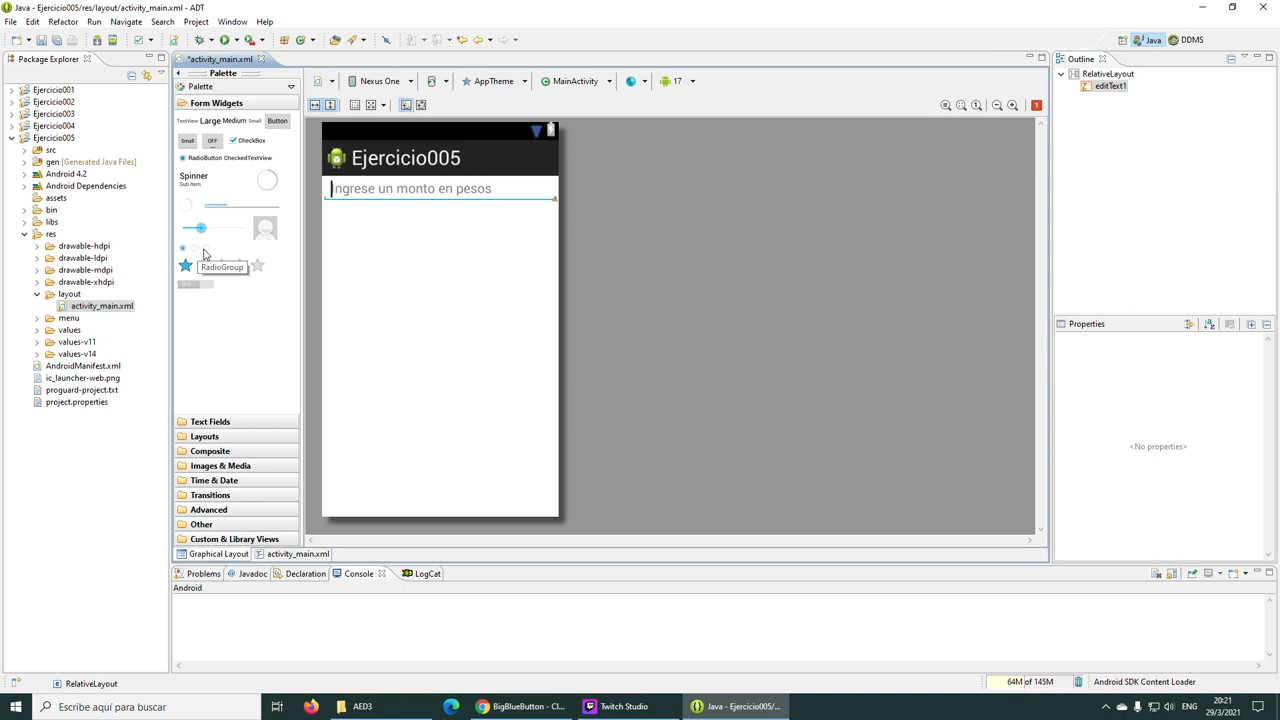 Java - Ejercicio005/res/layout/activity_main.xml - ADT
File Edit Refactor Run Navigate Search Project Window Help
Java DDMS
Package Explorer
*activity_main.xml
Outline
Ejercicio001
Ejercicio002
Ejercicio003
Ejercicio004
Ejercicio005
src
gen [Generated Java Files]
Android 4.2
Android Dependencies
assets
bin
libs
res
drawable-hdpi
drawable-ldpi
drawable-mdpi
drawable-xhdpi
layout
activity_main.xml
menu
values
values-v11
values-v14
AndroidManifest.xml
ic_launcher-web.png
proguard-project.txt
project.properties
Palette
Palette
Form Widgets
TextView Large Medium Small Button
Small OFF CheckBox
RadioButton CheckedTextView
Spinner
Sub Item
RadioGroup
OFF
Text Fields
Layouts
Composite
Images & Media
Time & Date
Transitions
Advanced
Other
Custom & Library Views
Graphical Layout activity_main.xml
Nexus One AppTheme MainActivity 17
1
Ejercicio005
Ingrese un monto en pesos
RelativeLayout
editText1
Properties
<No properties>
Problems Javadoc Declaration Console LogCat
Android
RelativeLayout
64M of 145M
Android SDK Content Loader
Escribe aquí para buscar
AED3
BigBlueButton - Cl...
Twitch Studio
Java - Ejercicio005/...
ENG
20:21
29/3/2021